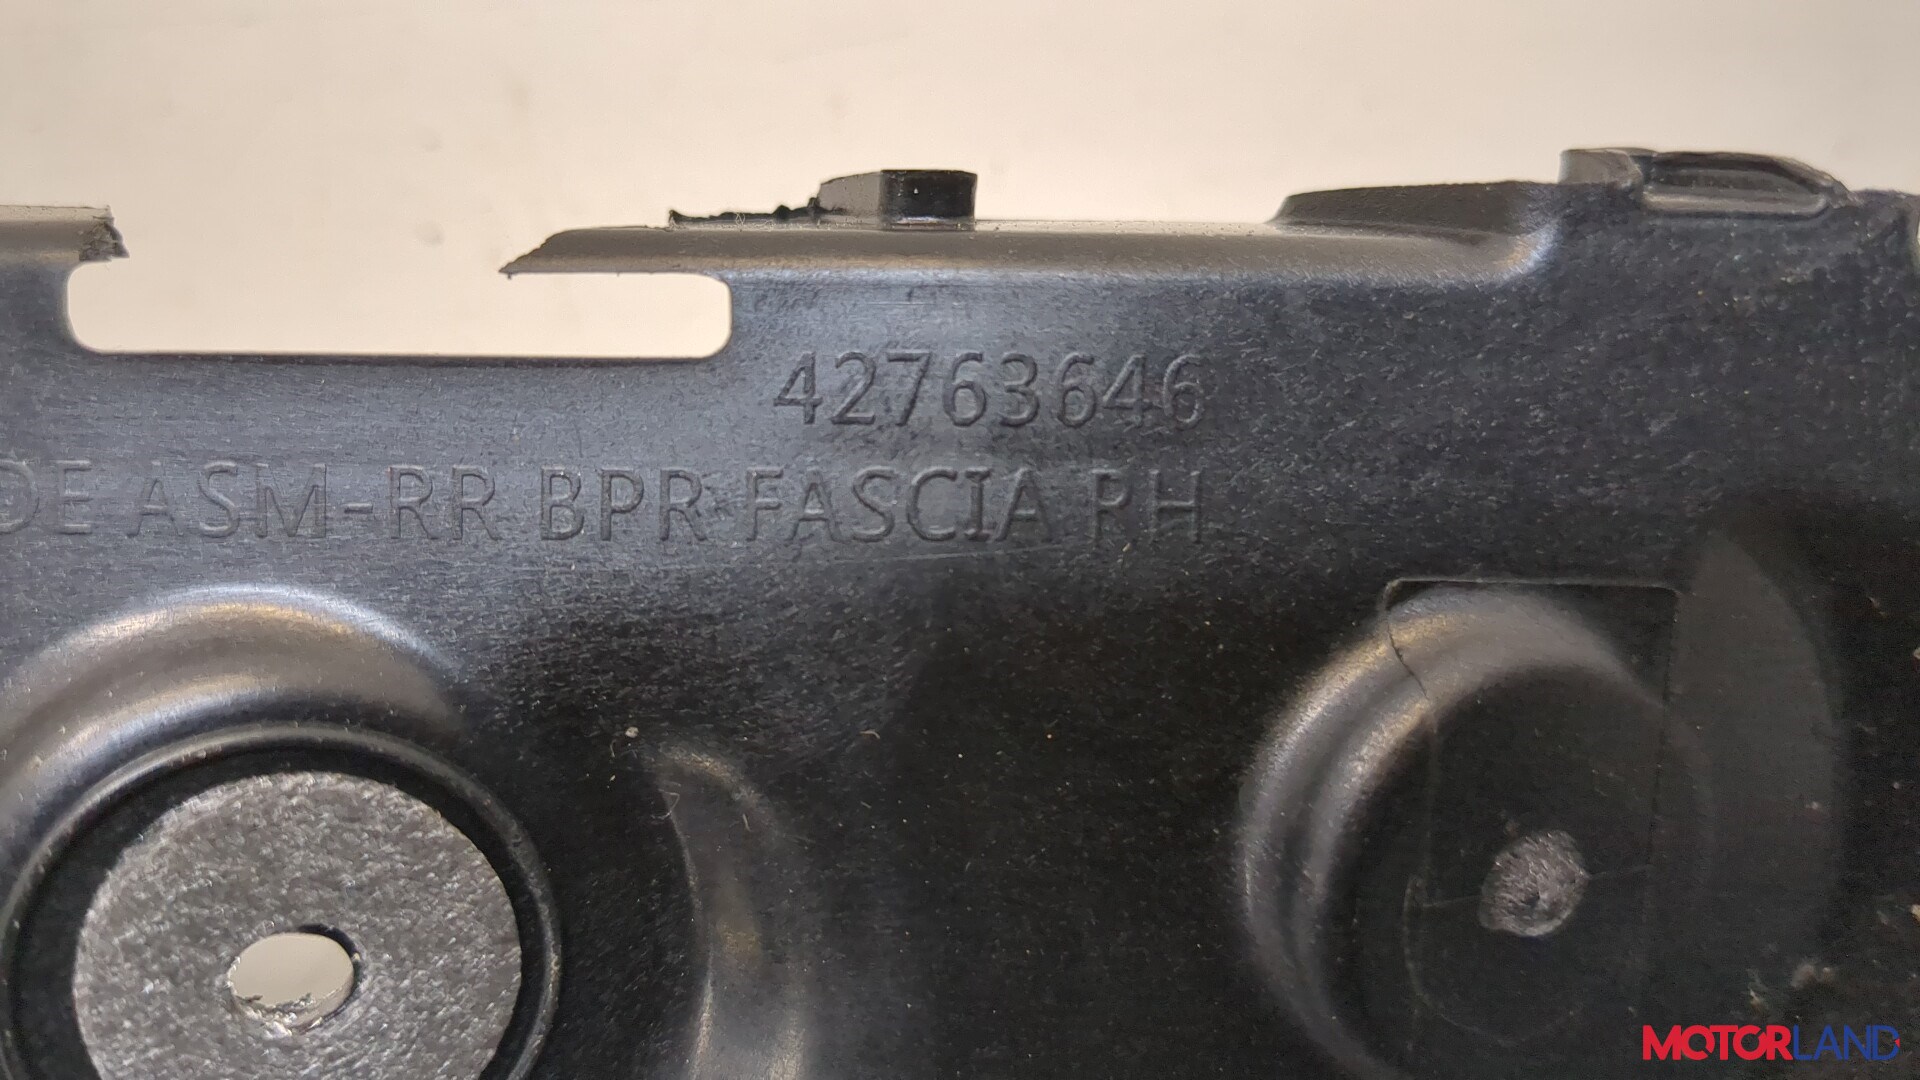 42763646
DE ASM-RR BPR FASCIA RH
MOTORLAND